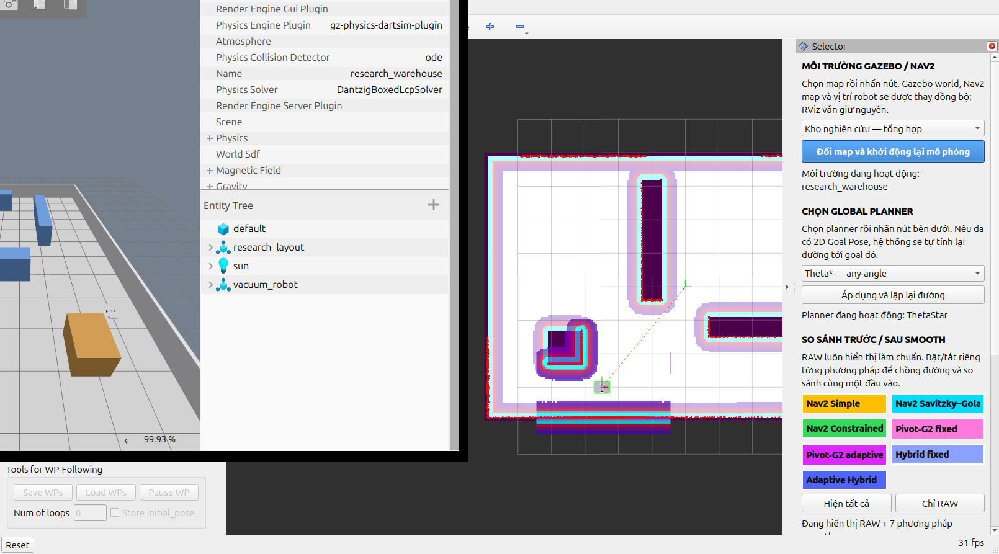 Render Engine Gui Plugin
Physics Engine Plugin gz-physics-dartsim-plugin
Atmosphere
Physics Collision Detector ode
Name research_warehouse
Physics Solver DantzigBoxedLcpSolver
Render Engine Server Plugin
Scene
Physics
World Sdf
Magnetic Field
Gravity
Entity Tree
default
research_layout
sun
vacuum_robot
99.93 %
Tools for WP-Following
Save WPs Load WPs Pause WP
Num of loops 0 Store initial_pose
Reset
Selector
MÔI TRƯỜNG GAZEBO / NAV2
Chọn map rồi nhấn nút. Gazebo world, Nav2
map và vị trí robot sẽ được thay đồng bộ;
RViz vẫn giữ nguyên.
Kho nghiên cứu — tổng hợp
Đổi map và khởi động lại mô phỏng
Môi trường đang hoạt động:
research_warehouse
CHỌN GLOBAL PLANNER
Chọn planner rồi nhấn nút bên dưới. Nếu đã
có 2D Goal Pose, hệ thống sẽ tự tính lại
đường tới goal đó.
Theta* — any-angle
Áp dụng và lập lại đường
Planner đang hoạt động: ThetaStar
SO SÁNH TRƯỚC / SAU SMOOTH
RAW luôn hiển thị làm chuẩn. Bật/tắt riêng
từng phương pháp để chồng đường và so
sánh cùng một đầu vào.
Nav2 Simple Nav2 Savitzky–Gola
Nav2 Constrained Pivot-G2 fixed
Pivot-G2 adaptive Hybrid fixed
Adaptive Hybrid
Hiện tất cả Chỉ RAW
Đang hiển thị RAW + 7 phương pháp
31 fps